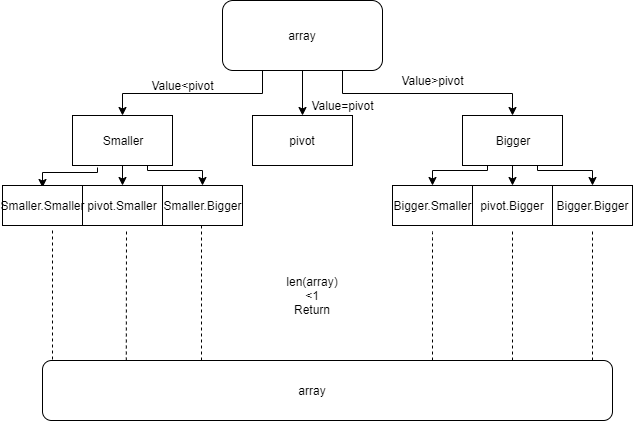 array
Value<pivot
Value>pivot
Value=pivot
Smaller
pivot
Bigger
Smaller.Smaller
pivot.Smaller
Smaller.Bigger
Bigger.Smaller
pivot.Bigger
Bigger.Bigger
len(array)
<1
Return
array